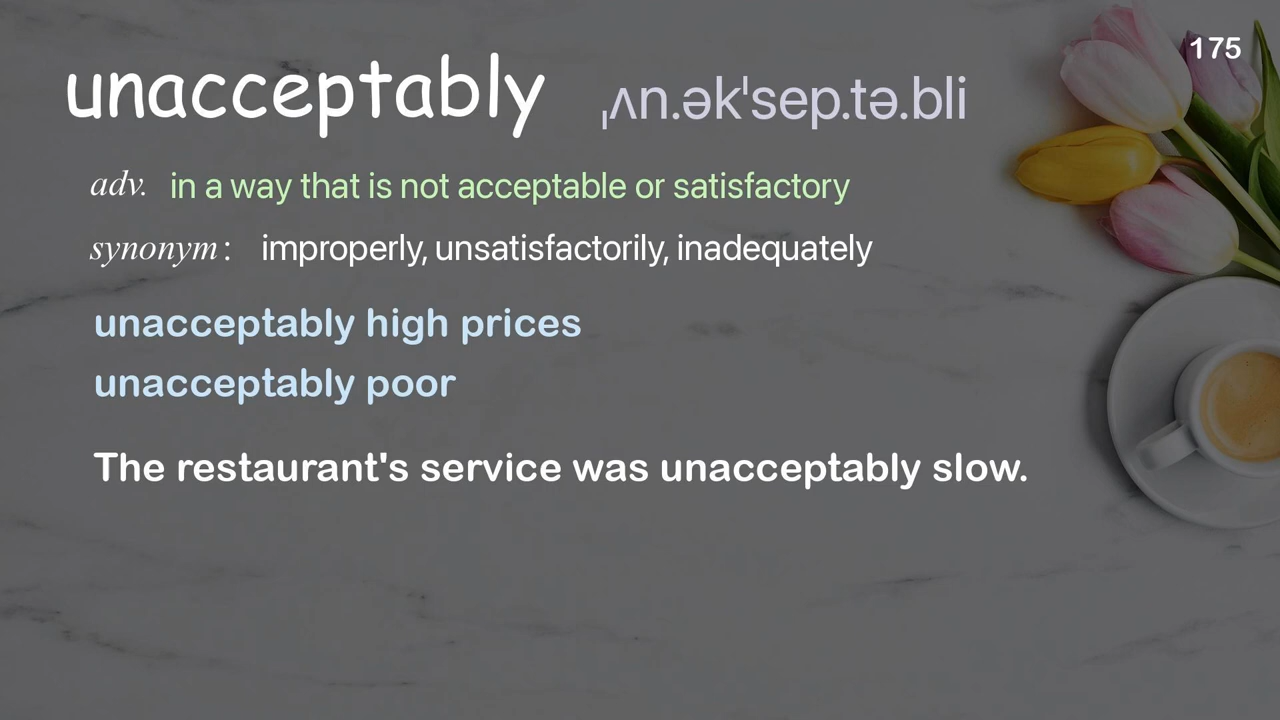 175
unacceptably ˌʌn.əkˈsep.tə.bli
adv. in a way that is not acceptable or satisfactory
synonym: improperly, unsatisfactorily, inadequately
unacceptably high prices
unacceptably poor
The restaurant's service was unacceptably slow.